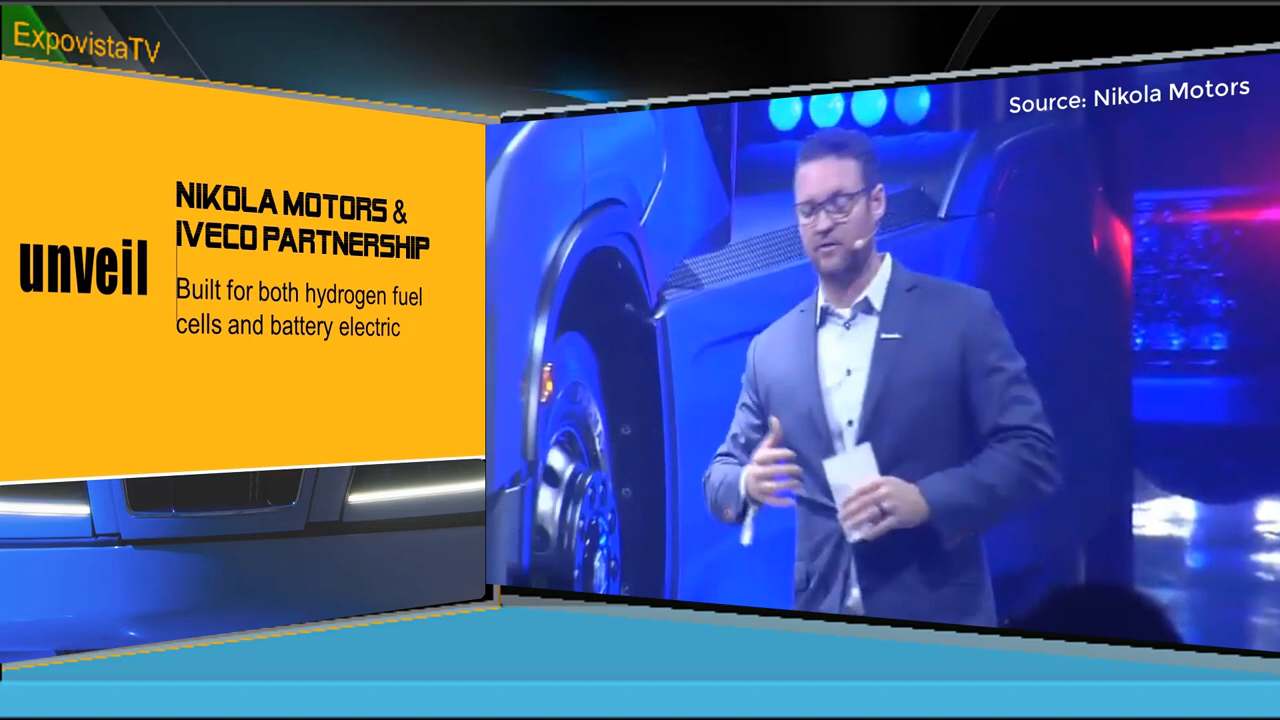 ExpovistaTV
Source: Nikola Motors
unveil
NIKOLA MOTORS &
IVECO PARTNERSHIP
Built for both hydrogen fuel
cells and battery electric